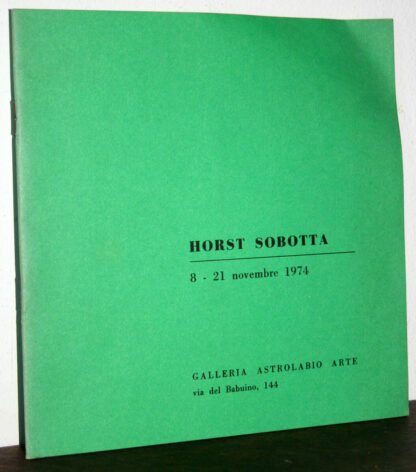 HORST SOBOTTA
8 - 21 novembre 1974
GALLERIA ASTROLABIO ARTE
via del Babuino, 144